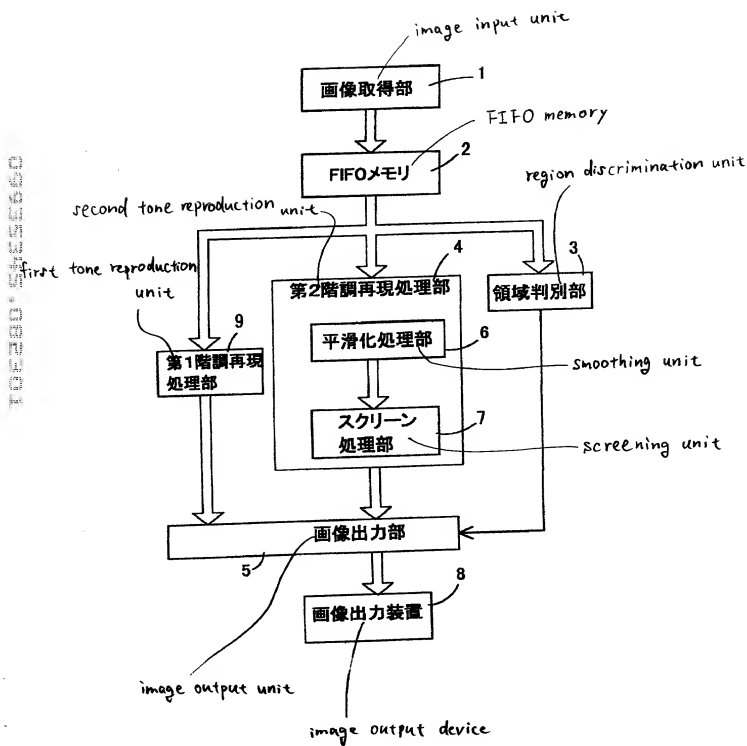 image input unit
1
画像取得部
FIFO memory
2
FIFOメモリ
region discrimination unit
second tone reproduction unit
4
3
first tone reproduction
unit
第2階調再現処理部
領域判別部
9
平滑化処理部
6
第1階調再現
処理部
smoothing unit
スクリーン
処理部
7
screening unit
画像出力部
5
8
画像出力装置
image output unit
image output device